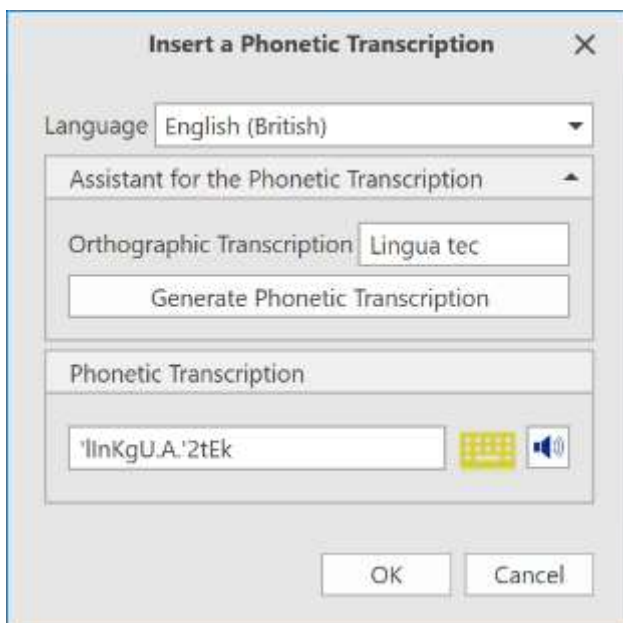 Insert a Phonetic Transcription
Language English (British)
Assistant for the Phonetic Transcription
Orthographic Transcription Lingua tec
Generate Phonetic Transcription
Phonetic Transcription
'lInKgU.A.'2tEk
OK Cancel